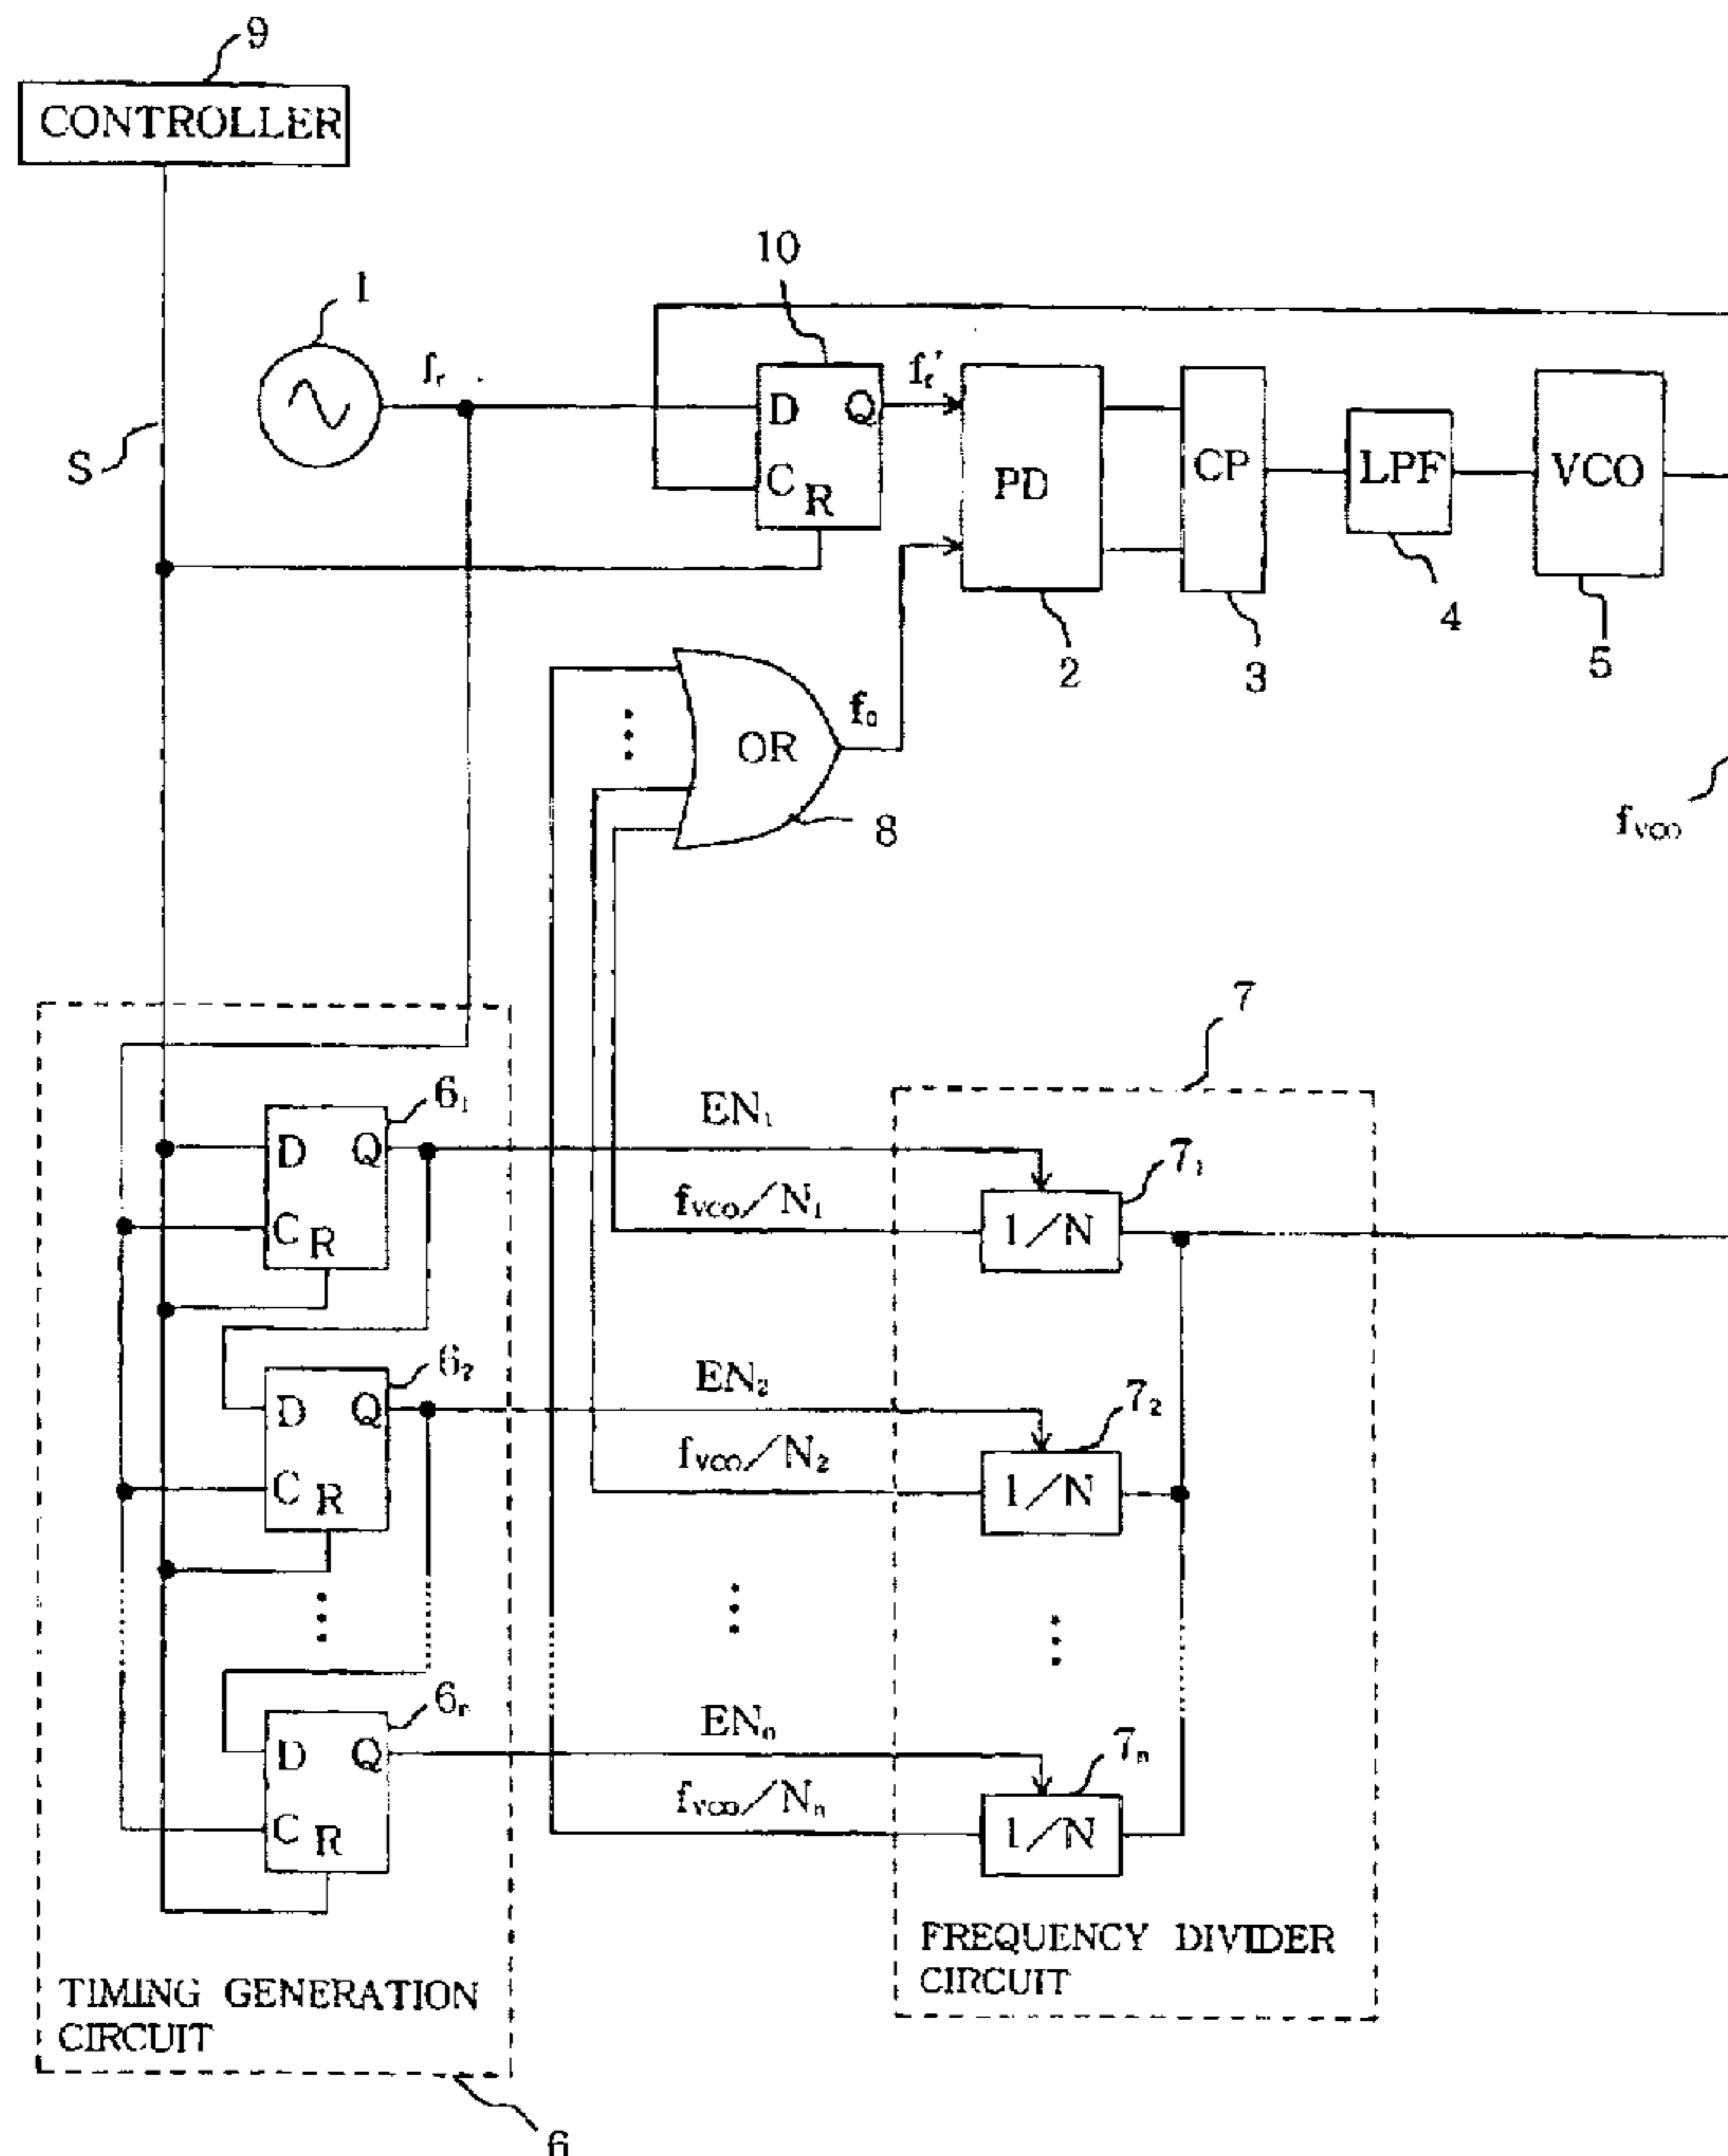 9
CONTROLLER
10
1
fr
fr'
D
Q
C
R
S
PD
CP
LPF
VCO
2
3
4
5
OR
f0
8
fVCO
7
61
D
Q
C
R
EN1
fVCO/N1
1/N
71
62
D
Q
C
R
EN2
fVCO/N2
1/N
72
6n
D
Q
C
R
ENn
fVCO/Nn
1/N
7n
FREQUENCY DIVIDER
CIRCUIT
TIMING GENERATION
CIRCUIT
6